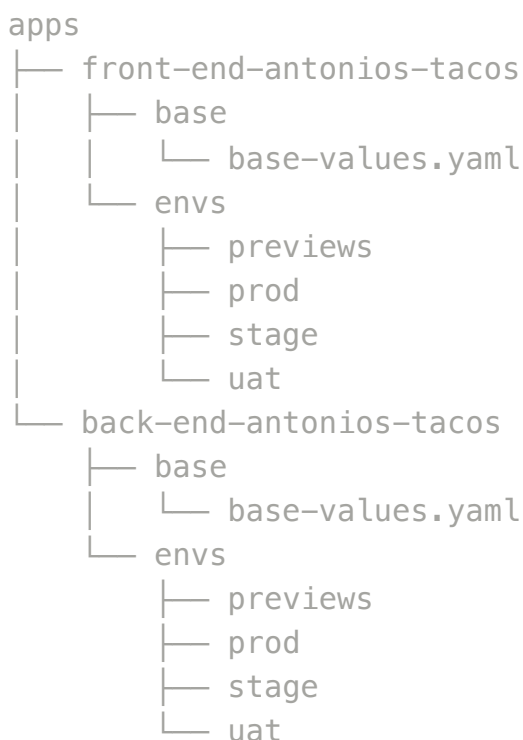 apps
├── front-end-antonios-tacos
│   ├── base
│   │   └── base-values.yaml
│   └── envs
│       ├── previews
│       ├── prod
│       ├── stage
│       └── uat
└── back-end-antonios-tacos
    ├── base
    │   └── base-values.yaml
    └── envs
        ├── previews
        ├── prod
        ├── stage
        └── uat